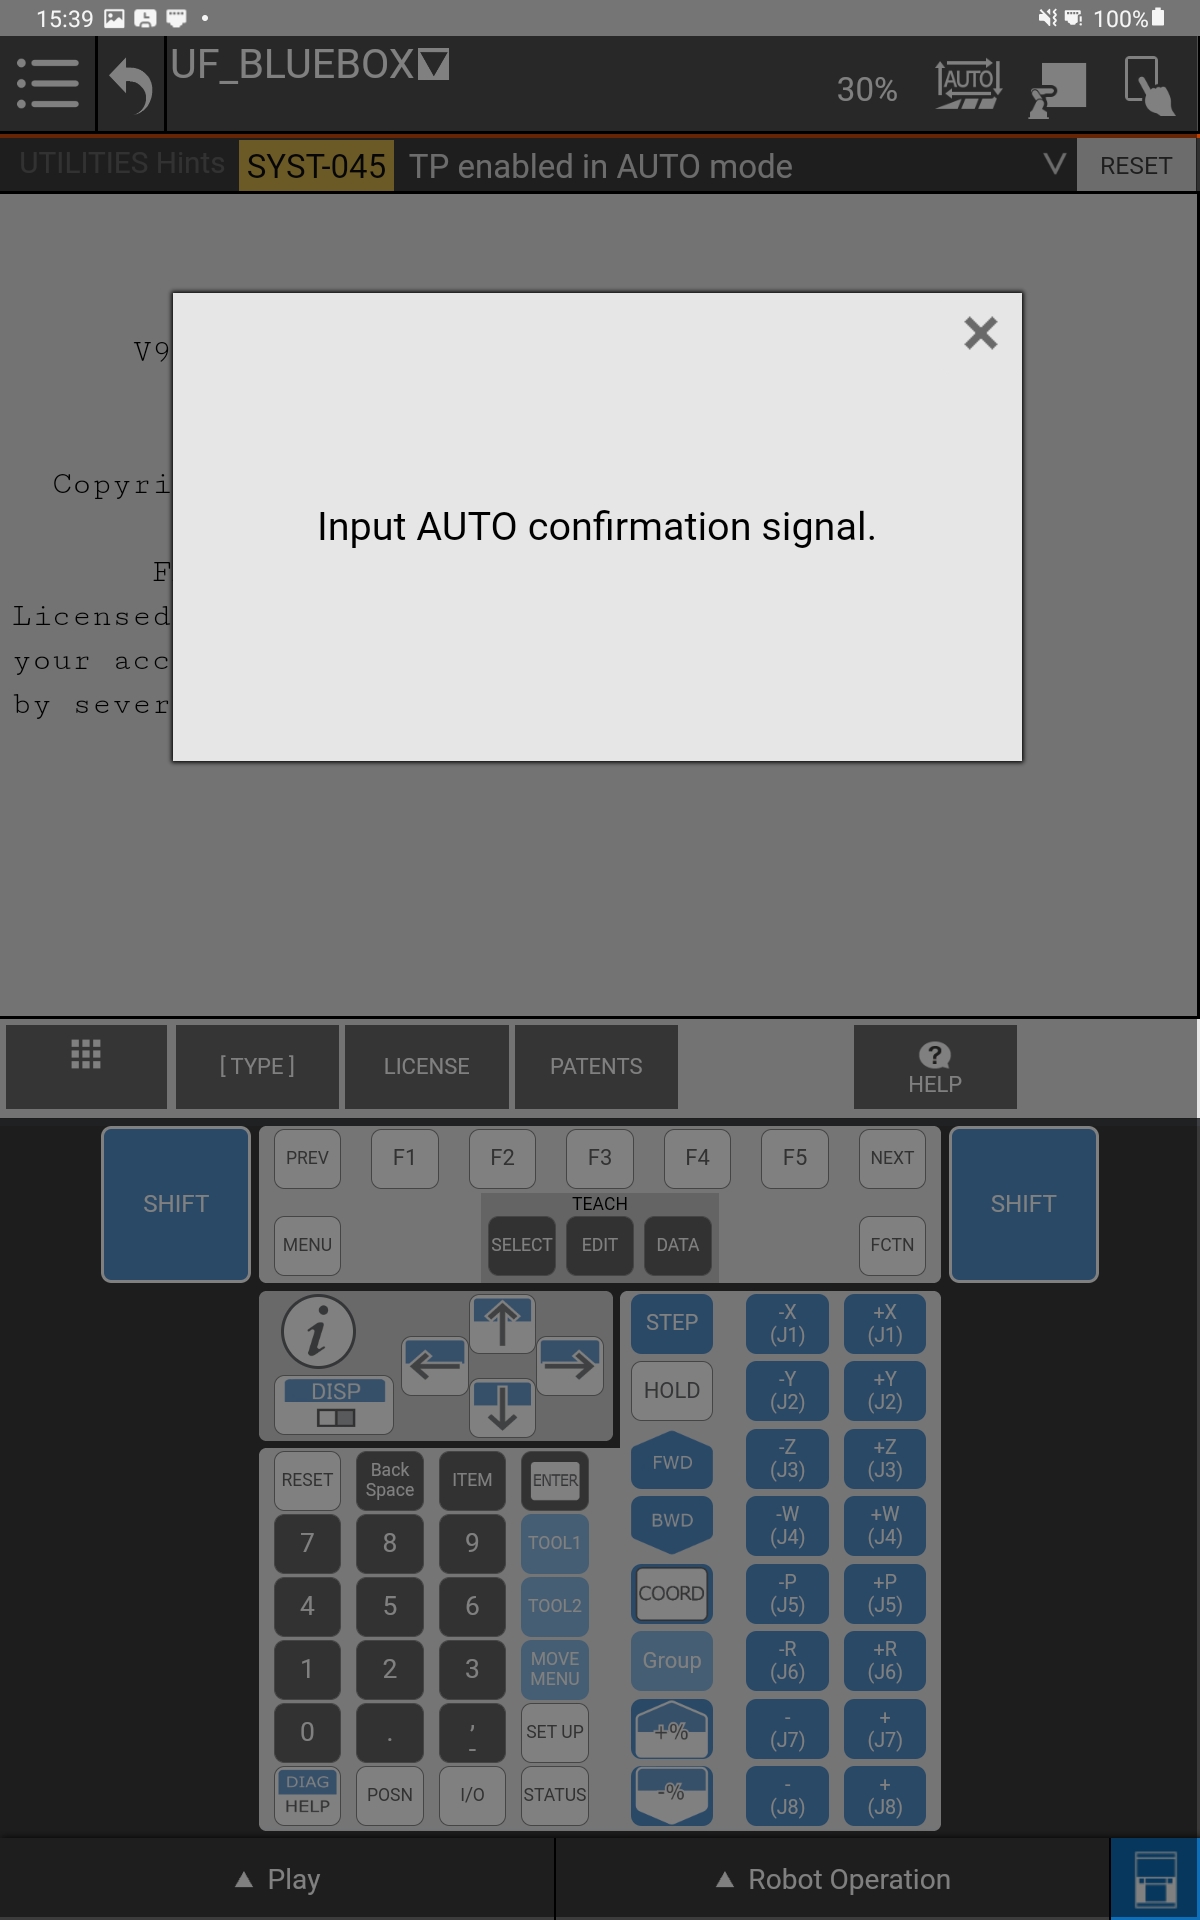 15:39
100%
UF_BLUEBOX
30%
AUTO
UTILITIES Hints
SYST-045
TP enabled in AUTO mode
RESET
V9
Copyri
F
Licensed
your acc
by sever
Input AUTO confirmation signal.
[ TYPE ]
LICENSE
PATENTS
?
HELP
SHIFT
PREV
F1
F2
F3
F4
F5
NEXT
SHIFT
TEACH
MENU
SELECT
EDIT
DATA
FCTN
i
DISP
STEP
-X
(J1)
+X
(J1)
HOLD
-Y
(J2)
+Y
(J2)
FWD
-Z
(J3)
+Z
(J3)
RESET
Back
Space
ITEM
ENTER
BWD
-W
(J4)
+W
(J4)
7
8
9
TOOL1
COORD
-P
(J5)
+P
(J5)
4
5
6
TOOL2
Group
-R
(J6)
+R
(J6)
1
2
3
MOVE
MENU
+%
-
(J7)
+
(J7)
0
.
,
-
SET UP
-%
-
(J8)
+
(J8)
DIAG
HELP
POSN
I/O
STATUS
▲ Play
▲ Robot Operation